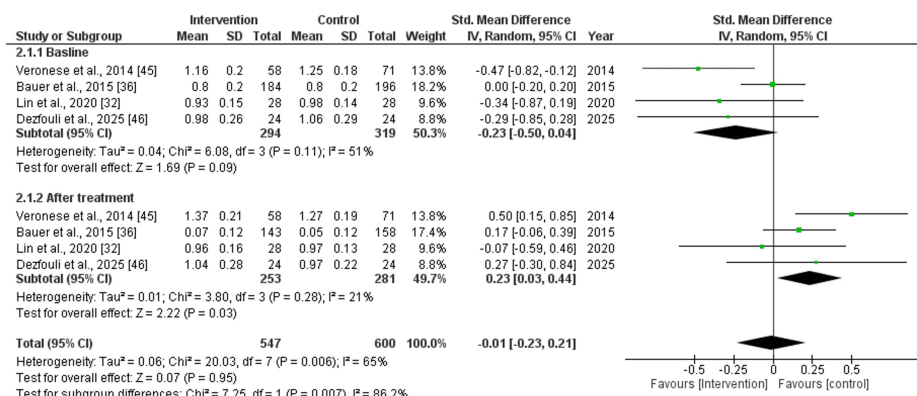 Intervention Control Std. Mean Difference Std. Mean Difference
Study or Subgroup Mean SD Total Mean SD Total Weight IV, Random, 95% CI Year IV, Random, 95% CI
2.1.1 Basline
Veronese et al., 2014 [45] 1.16 0.2 58 1.25 0.18 71 13.8% -0.47 [-0.82, -0.12] 2014
Bauer et al., 2015 [36] 0.8 0.2 184 0.8 0.2 196 18.2% 0.00 [-0.20, 0.20] 2015
Lin et al., 2020 [32] 0.93 0.15 28 0.98 0.14 28 9.6% -0.34 [-0.87, 0.19] 2020
Dezfouli et al., 2025 [46] 0.98 0.26 24 1.06 0.29 24 8.8% -0.29 [-0.85, 0.28] 2025
Subtotal (95% CI) 294 319 50.3% -0.23 [-0.50, 0.04]
Heterogeneity: Tau² = 0.04; Chi² = 6.08, df = 3 (P = 0.11); I² = 51%
Test for overall effect: Z = 1.69 (P = 0.09)
2.1.2 After treatment
Veronese et al., 2014 [45] 1.37 0.21 58 1.27 0.19 71 13.8% 0.50 [0.15, 0.85] 2014
Bauer et al., 2015 [36] 0.07 0.12 143 0.05 0.12 158 17.4% 0.17 [-0.06, 0.39] 2015
Lin et al., 2020 [32] 0.96 0.16 28 0.97 0.13 28 9.7% -0.07 [-0.59, 0.46] 2020
Dezfouli et al., 2025 [46] 1.04 0.28 24 0.97 0.22 24 8.8% 0.27 [-0.30, 0.84] 2025
Subtotal (95% CI) 253 281 49.7% 0.23 [0.03, 0.44]
Heterogeneity: Tau² = 0.01; Chi² = 3.80, df = 3 (P = 0.28); I² = 21%
Test for overall effect: Z = 2.22 (P = 0.03)
Total (95% CI) 547 600 100.0% -0.01 [-0.23, 0.21]
Heterogeneity: Tau² = 0.06; Chi² = 20.03, df = 7 (P = 0.006); I² = 65%
Test for overall effect: Z = 0.07 (P = 0.95)
Test for subgroup differences: Chi² = 7.25, df = 1 (P = 0.007), I² = 86.2%
-0.5 -0.25 0 0.25 0.5
Favours [Intervention] Favours [control]